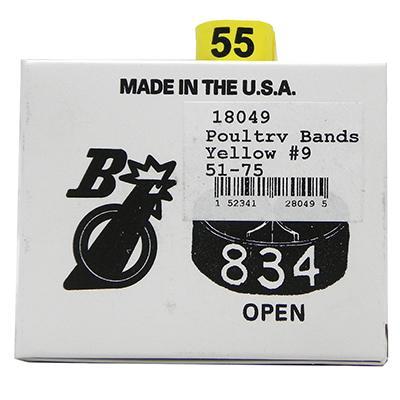 55
MADE IN THE U.S.A.
18049
Poultrv Bands
Yellow #9
51-75
1 52341 28049 5
B
834
OPEN